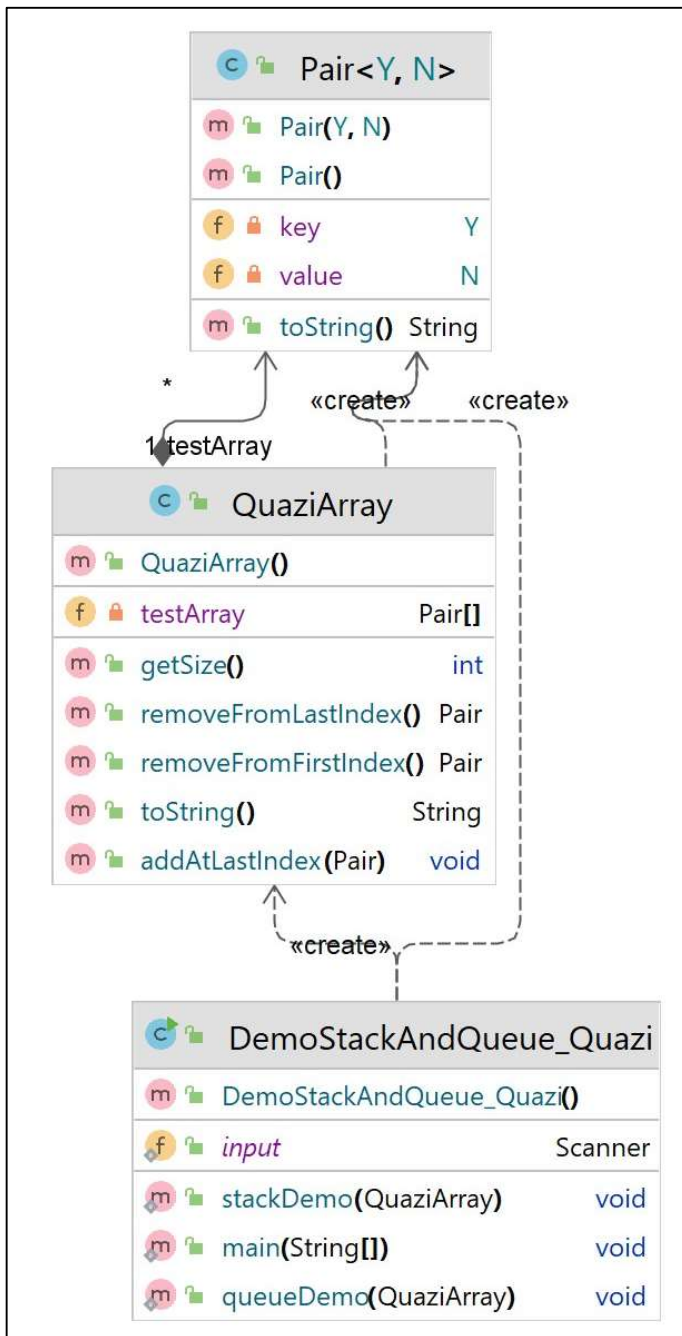 C Pair<Y, N>
m Pair(Y, N)
m Pair()
f key Y
f value N
m toString() String
*
«create» «create»
1 testArray
C QuaziArray
m QuaziArray()
f testArray Pair[]
m getSize() int
m removeFromLastIndex() Pair
m removeFromFirstIndex() Pair
m toString() String
m addAtLastIndex(Pair) void
«create»
C DemoStackAndQueue_Quazi
m DemoStackAndQueue_Quazi()
f input Scanner
m stackDemo(QuaziArray) void
m main(String[]) void
m queueDemo(QuaziArray) void